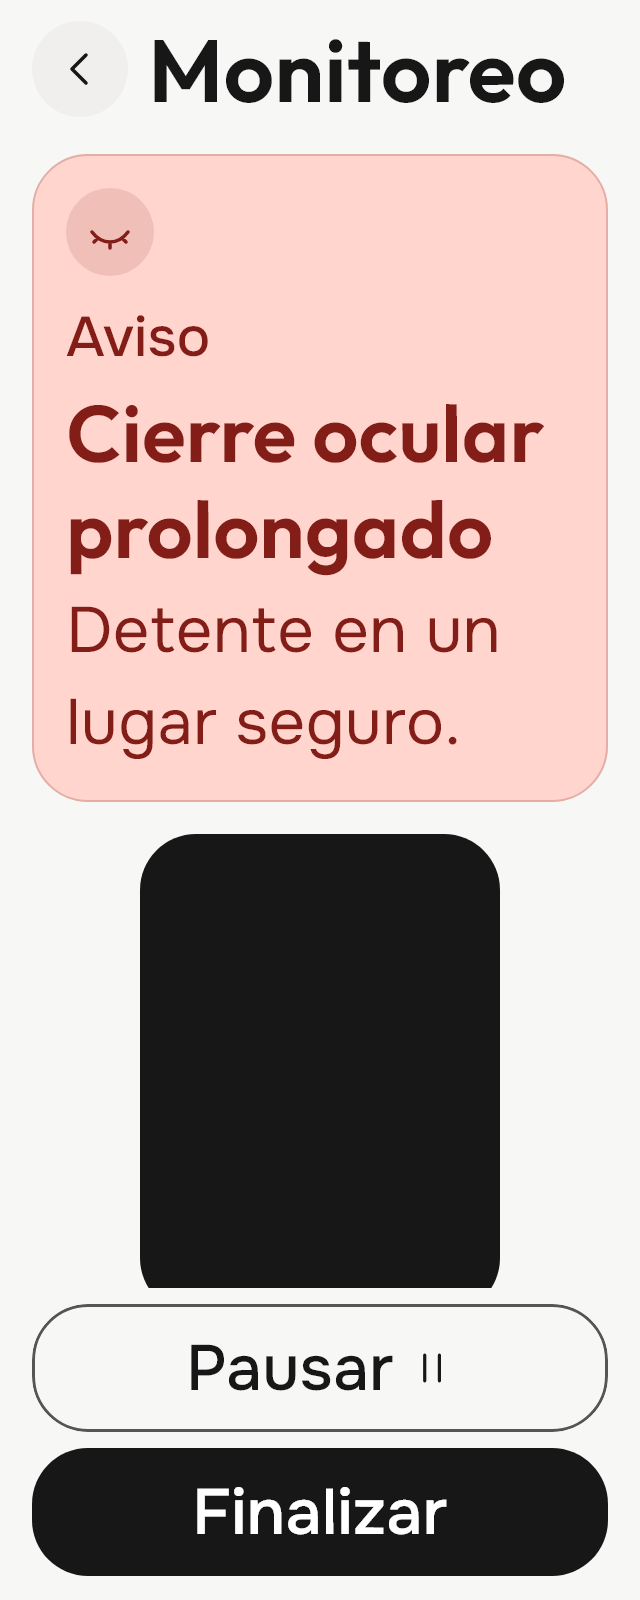 Monitoreo
Aviso
Cierre ocular
prolongado
Detente en un
lugar seguro.
Pausar
Finalizar